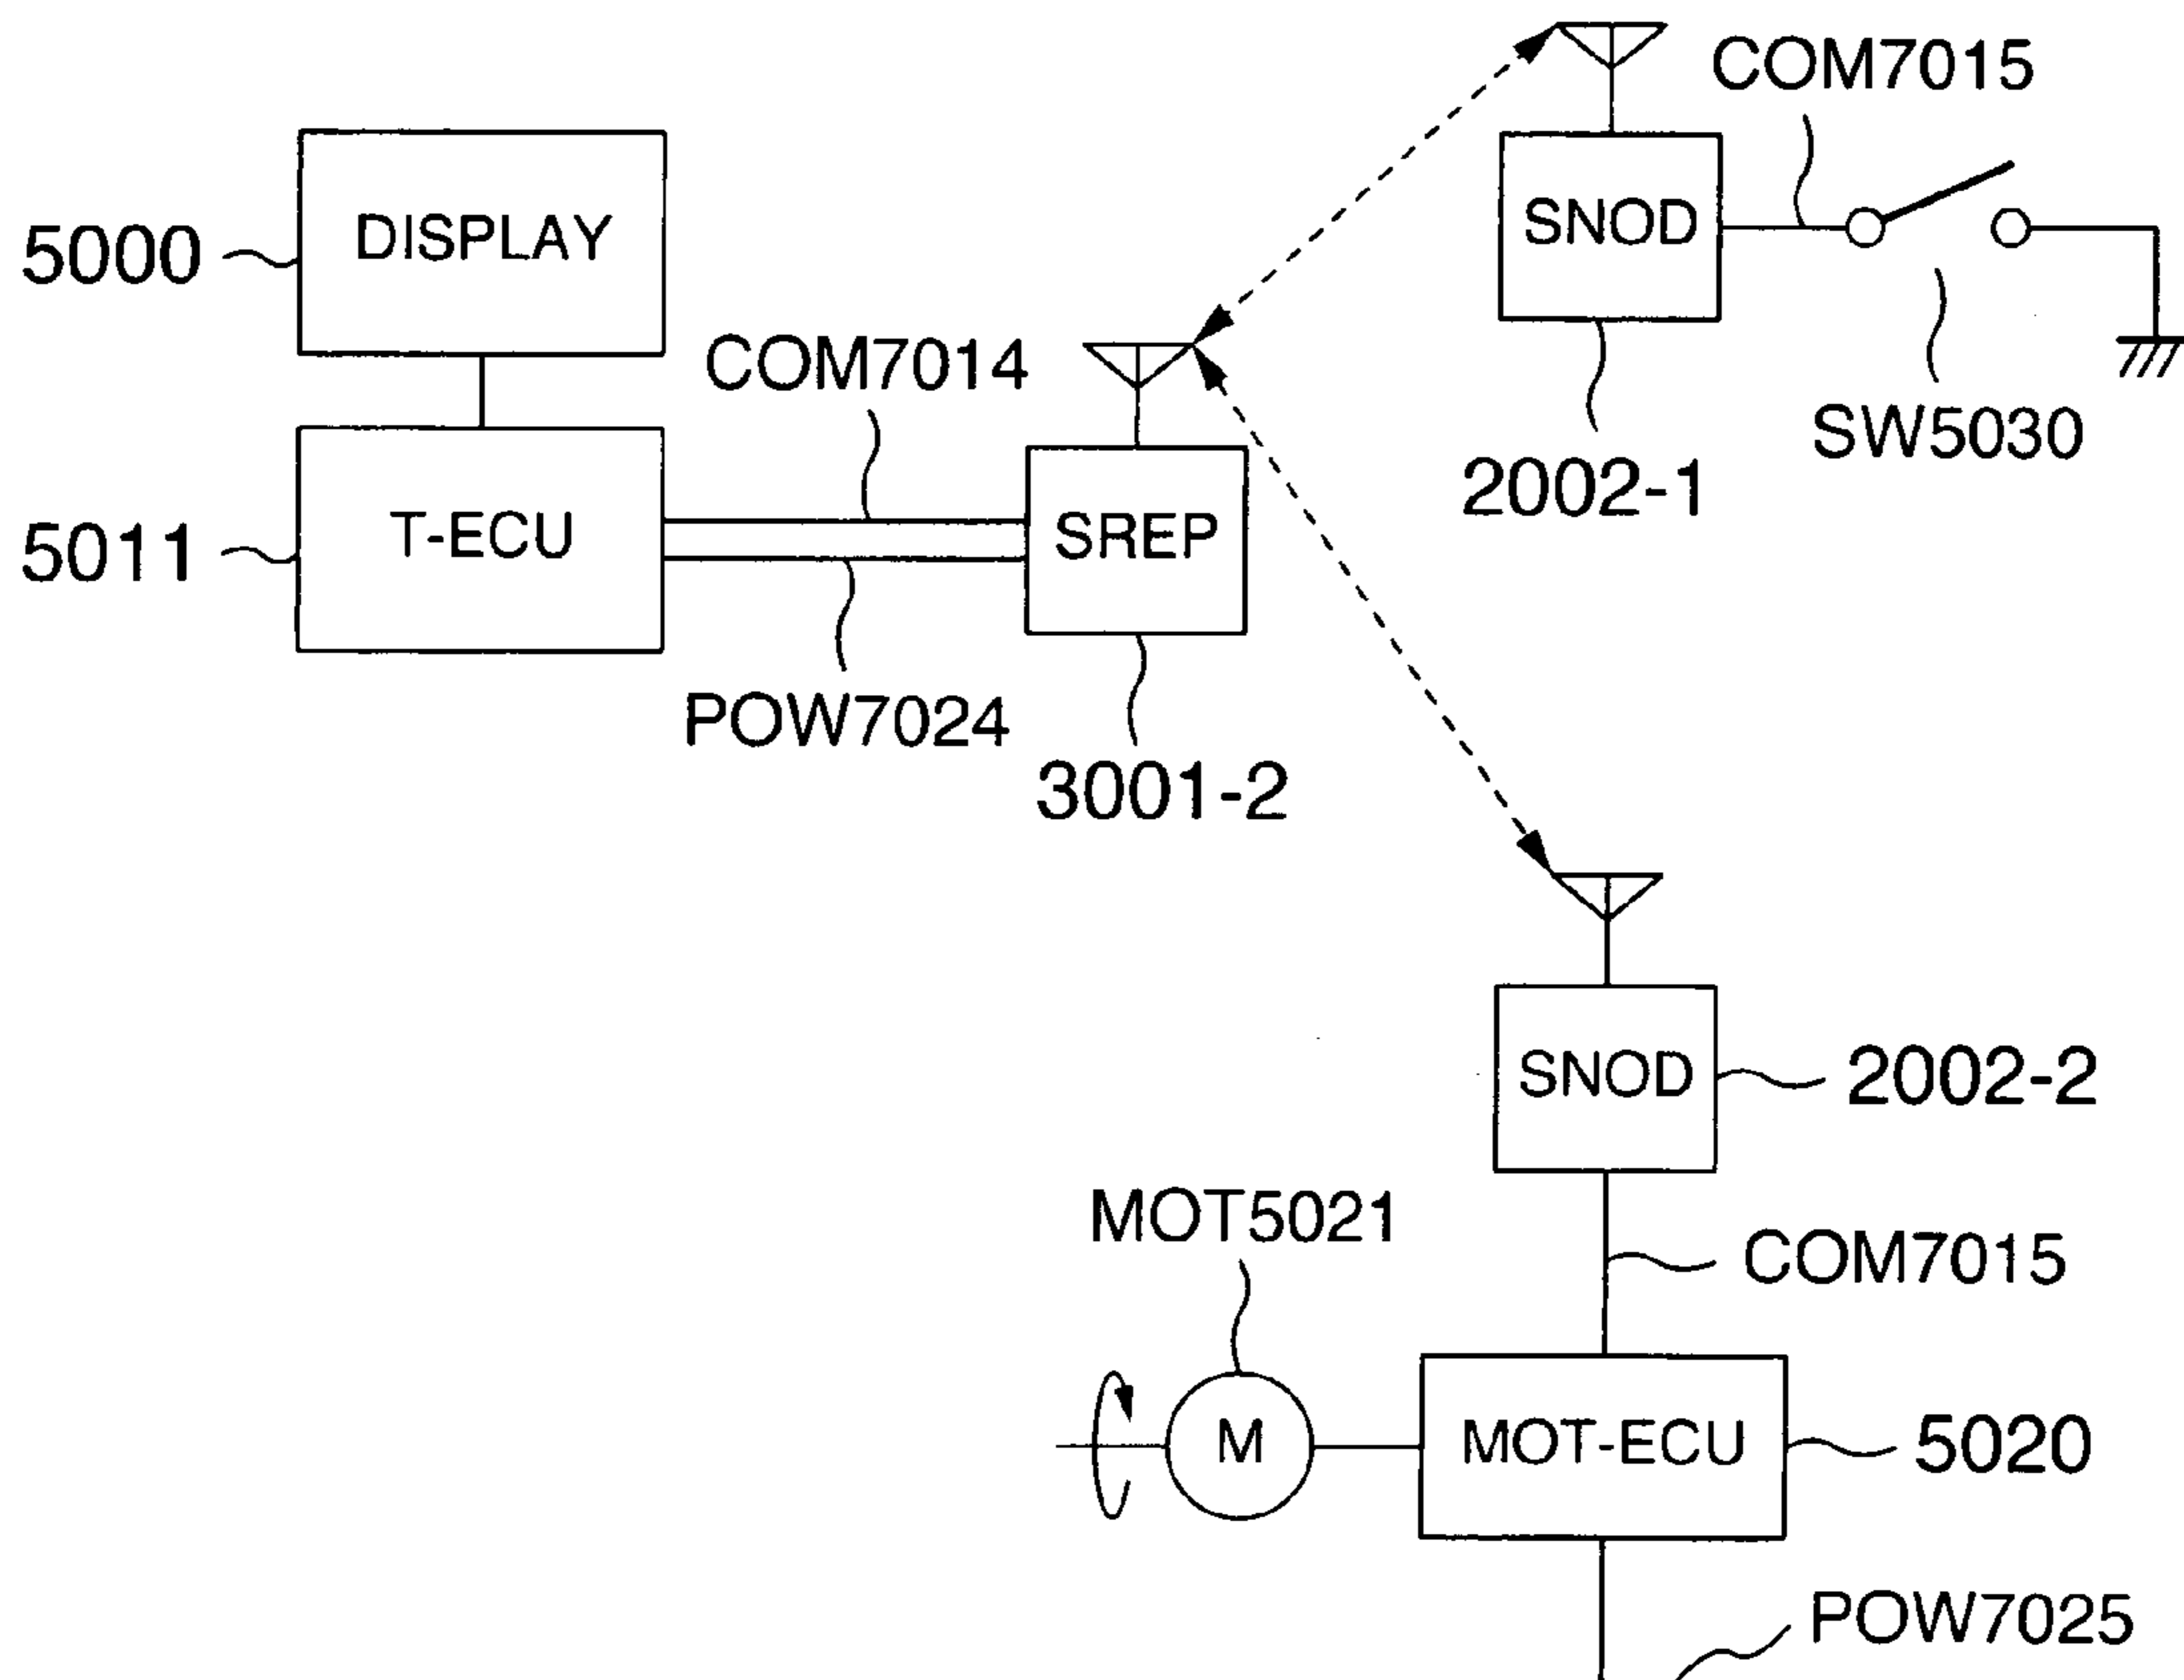 COM7015
DISPLAY
5000
SNOD
COM7014
SW5030
2002-1
T-ECU
5011
SREP
POW7024
3001-2
SNOD
2002-2
MOT5021
COM7015
M
MOT-ECU
5020
POW7025